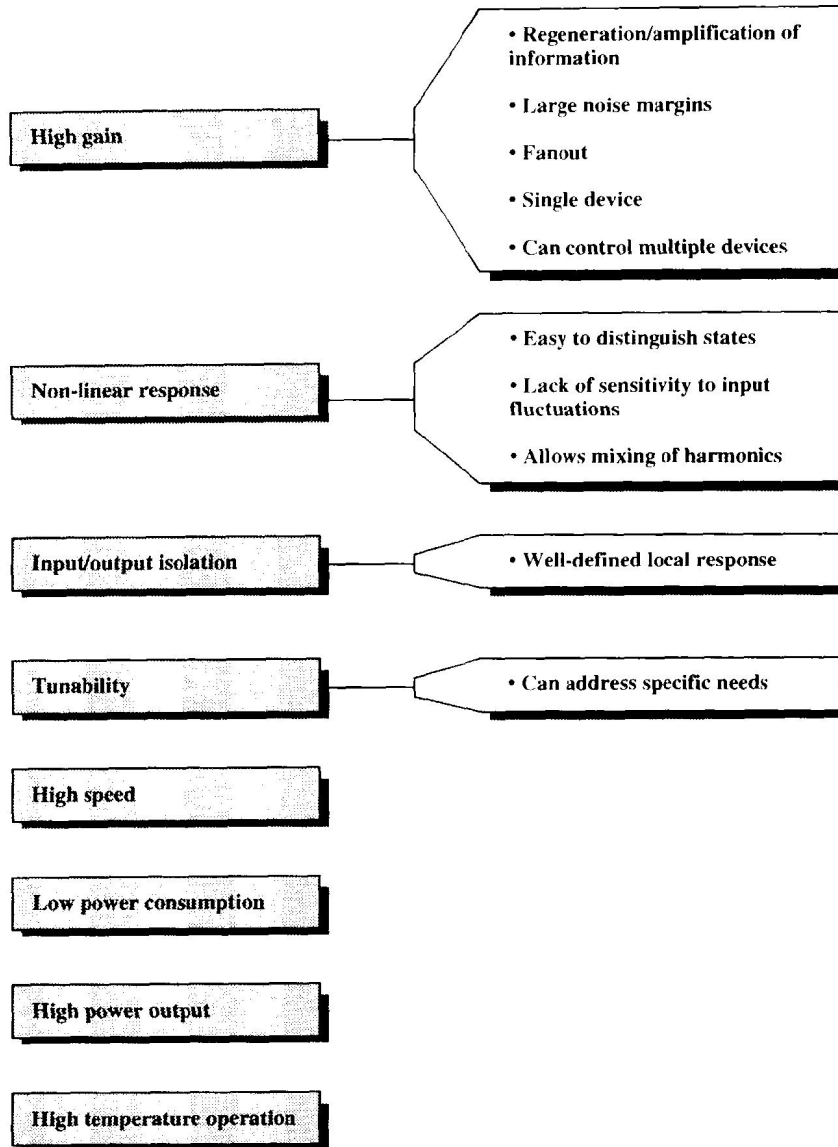 High gain
• Regeneration/amplification of
information
• Large noise margins
• Fanout
• Single device
• Can control multiple devices
Non-linear response
• Easy to distinguish states
• Lack of sensitivity to input
fluctuations
• Allows mixing of harmonics
Input/output isolation
• Well-defined local response
Tunability
• Can address specific needs
High speed
Low power consumption
High power output
High temperature operation